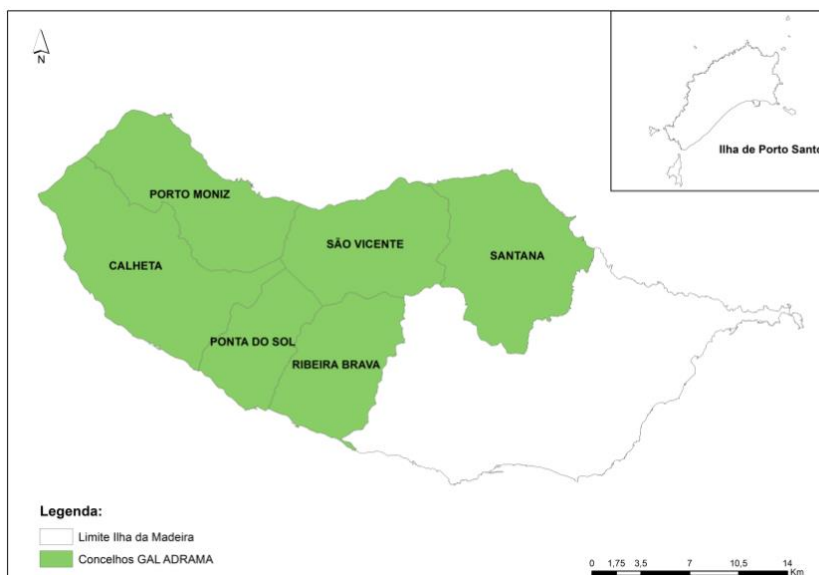 N
Ilha de Porto Santo
PORTO MONIZ
SÃO VICENTE
SANTANA
CALHETA
PONTA DO SOL
RIBEIRA BRAVA
Legenda:
Limite Ilha da Madeira
Concelhos GAL ADRAMA
0 1,75 3,5 7 10,5 14
Km